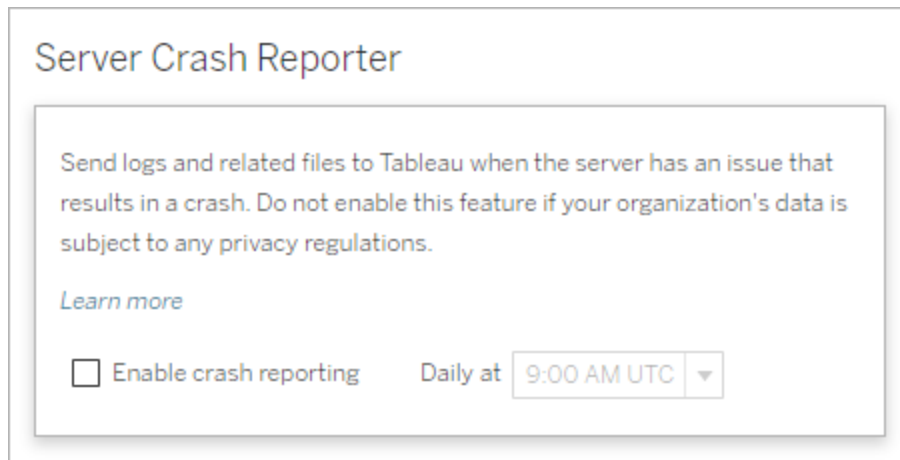 Server Crash Reporter
Send logs and related files to Tableau when the server has an issue that
results in a crash. Do not enable this feature if your organization's data is
subject to any privacy regulations.
Learn more
Enable crash reporting Daily at 9:00 AM UTC